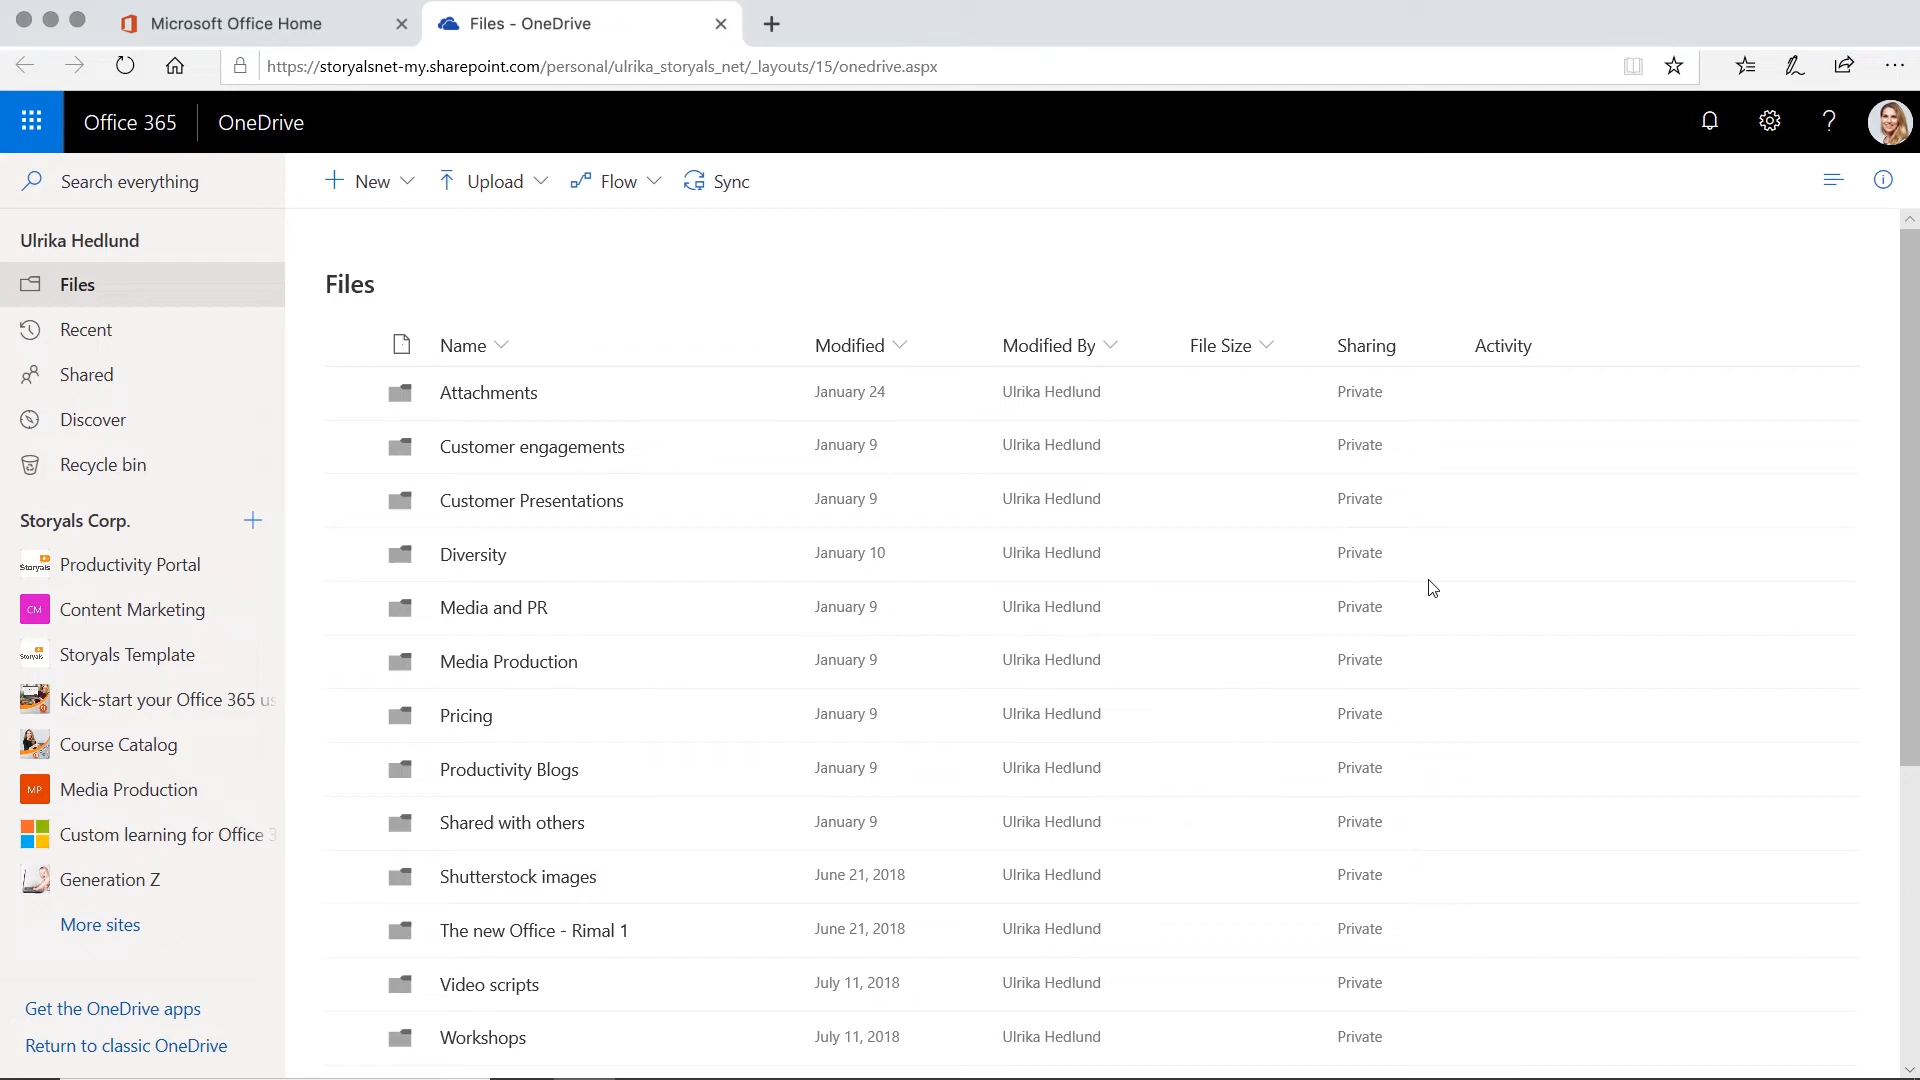 Microsoft Office Home
Files - OneDrive
https://storyalsnet-my.sharepoint.com/personal/ulrika_storyals_net/_layouts/15/onedrive.aspx
Office 365
OneDrive
Search everything
New
Upload
Flow
Sync
Ulrika Hedlund
Files
Recent
Shared
Discover
Recycle bin
Storyals Corp.
Storyals
Productivity Portal
CM
Content Marketing
Storyals
Storyals Template
Kick-start your Office 365 us
Course Catalog
MP
Media Production
Custom learning for Office 3
Generation Z
More sites
Get the OneDrive apps
Return to classic OneDrive
Files
Name Modified Modified By File Size Sharing Activity
Attachments January 24 Ulrika Hedlund Private
Customer engagements January 9 Ulrika Hedlund Private
Customer Presentations January 9 Ulrika Hedlund Private
Diversity January 10 Ulrika Hedlund Private
Media and PR January 9 Ulrika Hedlund Private
Media Production January 9 Ulrika Hedlund Private
Pricing January 9 Ulrika Hedlund Private
Productivity Blogs January 9 Ulrika Hedlund Private
Shared with others January 9 Ulrika Hedlund Private
Shutterstock images June 21, 2018 Ulrika Hedlund Private
The new Office - Rimal 1 June 21, 2018 Ulrika Hedlund Private
Video scripts July 11, 2018 Ulrika Hedlund Private
Workshops July 11, 2018 Ulrika Hedlund Private